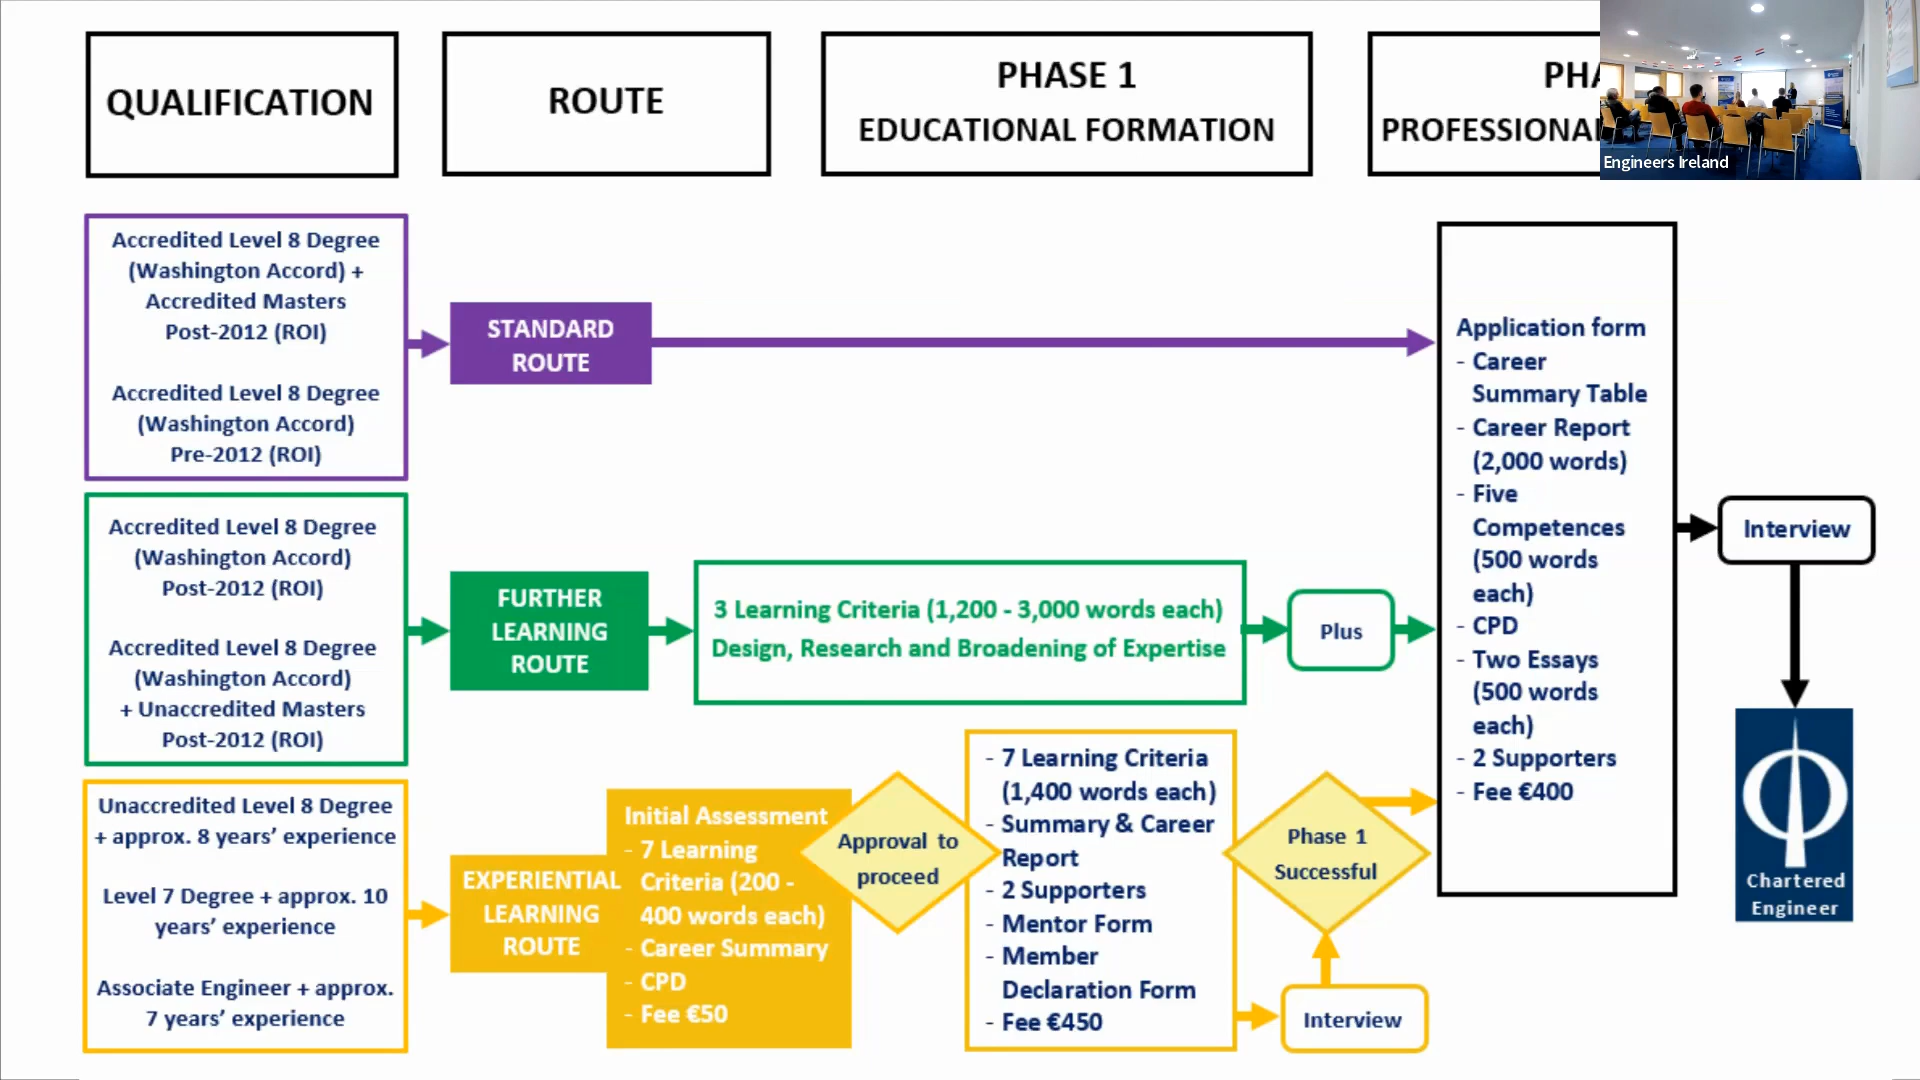 QUALIFICATION
ROUTE
PHASE 1
EDUCATIONAL FORMATION
PROFESSIONAL
Engineers Ireland
Accredited Level 8 Degree
(Washington Accord) +
Accredited Masters
Post-2012 (ROI)
Accredited Level 8 Degree
(Washington Accord)
Pre-2012 (ROI)
STANDARD
ROUTE
Accredited Level 8 Degree
(Washington Accord)
Post-2012 (ROI)
Accredited Level 8 Degree
(Washington Accord)
+ Unaccredited Masters
Post-2012 (ROI)
FURTHER
LEARNING
ROUTE
3 Learning Criteria (1,200 - 3,000 words each)
Design, Research and Broadening of Expertise
Plus
Unaccredited Level 8 Degree
+ approx. 8 years’ experience
Level 7 Degree + approx. 10
years’ experience
Associate Engineer + approx.
7 years’ experience
EXPERIENTIAL
LEARNING
ROUTE
Initial Assessment
- 7 Learning
Criteria (200 -
400 words each)
- Career Summary
- CPD
- Fee €50
Approval to
proceed
- 7 Learning Criteria
(1,400 words each)
- Summary & Career
Report
- 2 Supporters
- Mentor Form
- Member
Declaration Form
- Fee €450
Interview
Phase 1
Successful
Application form
- Career
Summary Table
- Career Report
(2,000 words)
- Five
Competences
(500 words
each)
- CPD
- Two Essays
(500 words
each)
- 2 Supporters
- Fee €400
Interview
Chartered
Engineer